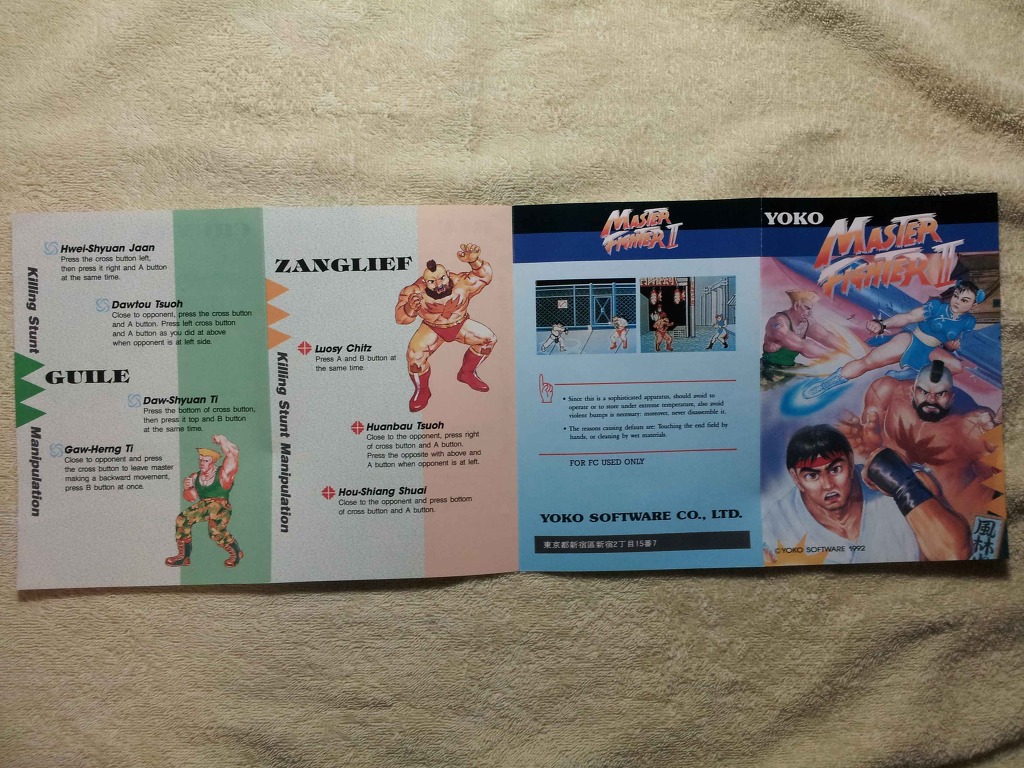 Killing Stunt Manipulation
Hwei-Shyuan Jaan
Press the cross button left,
then press it right and A button
at the same time.
Dawtou Tsuoh
Close to opponent, press the cross button
and A button. Press left cross button
and A button as you did at above
when opponent is at left side.
GUILE
Daw-Shyuan Ti
Press the bottom of cross button,
then press it top and B button
at the same time.
Gaw-Herng Ti
Close to opponent and press
the cross button to leave master
making a backward movement,
press B button at once.
ZANGLIEF
Killing Stunt Manipulation
Luosy Chitz
Press A and B button at
the same time.
Huanbau Tsuoh
Close to the opponent, press right
of cross button and A button.
Press the opposite with above and
A button when opponent is at left.
Hou-Shiang Shuai
Close to the opponent and press bottom
of cross button and A button.
MASTER
FIGHTER II
• Since this is a sophisticated apparatus, should avoid to
operate or to store under extreme temperature, also avoid
violent bumps is necessary: moreover, never disassemble it.
• The reasons causing defauts are: Touching the end field by
hands, or cleaning by wet materials.
FOR FC USED ONLY
YOKO SOFTWARE CO., LTD.
東京都新宿區新宿2丁目15番7
YOKO
MASTER
FIGHTER II
風林
© YOKO SOFTWARE 1992